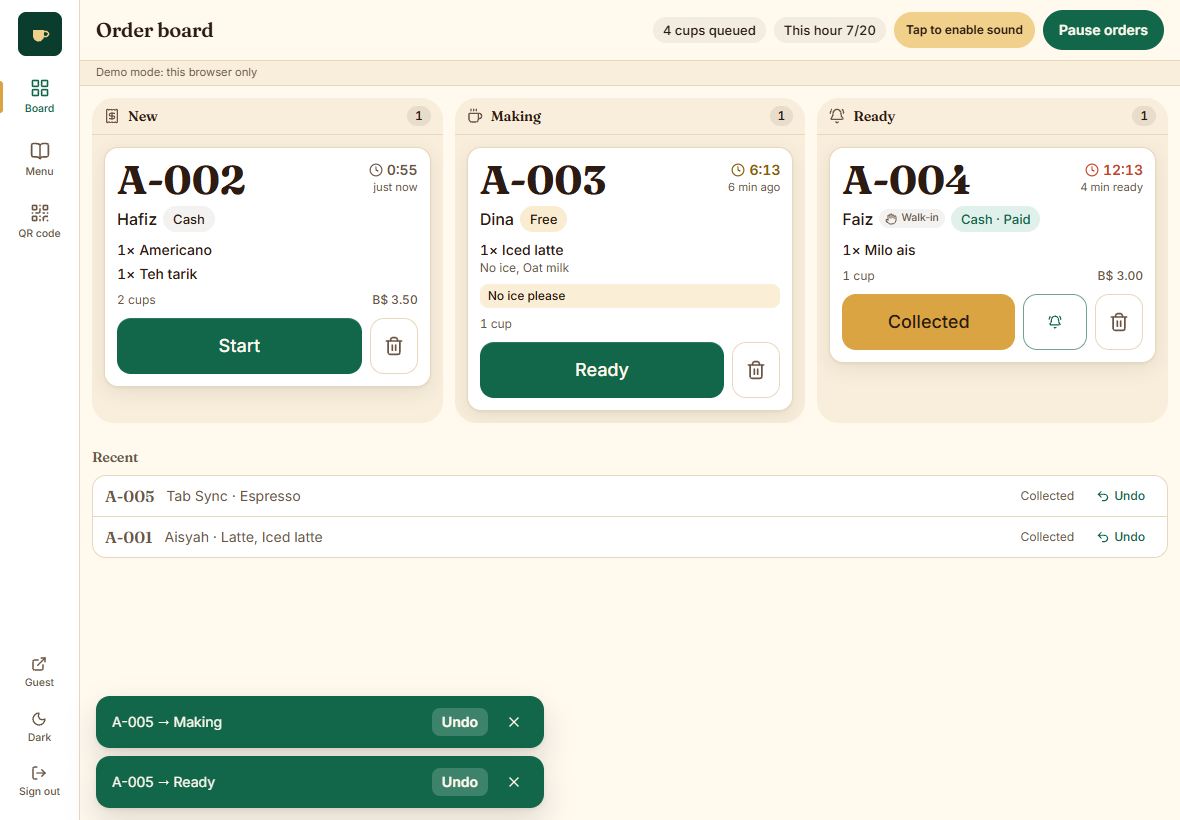 Order board
4 cups queued
This hour 7/20
Tap to enable sound
Pause orders
Demo mode: this browser only
Board
Menu
QR code
Guest
Dark
Sign out
New
1
A-002
0:55
just now
Hafiz
Cash
1× Americano
1× Teh tarik
2 cups
B$ 3.50
Start
Making
1
A-003
6:13
6 min ago
Dina
Free
1× Iced latte
No ice, Oat milk
No ice please
1 cup
Ready
Ready
1
A-004
12:13
4 min ready
Faiz
Walk-in
Cash · Paid
1× Milo ais
1 cup
B$ 3.00
Collected
Recent
A-005 Tab Sync · Espresso Collected Undo
A-001 Aisyah · Latte, Iced latte Collected Undo
A-005 → Making Undo
A-005 → Ready Undo